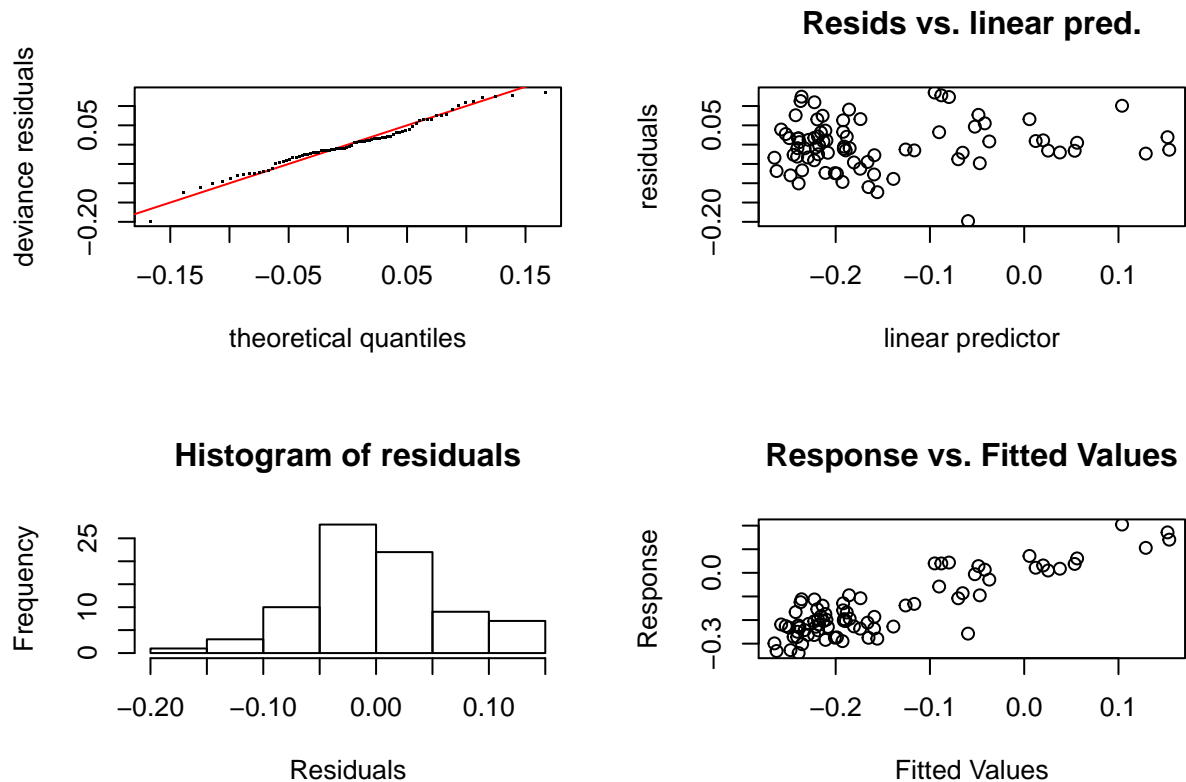 deviance residuals
−0.20
0.05
−0.15
−0.05
0.05
0.15
theoretical quantiles
Resids vs. linear pred.
residuals
−0.20
0.05
−0.2
−0.1
0.0
0.1
linear predictor
Histogram of residuals
Frequency
0
10
25
−0.20
−0.10
0.00
0.10
Residuals
Response vs. Fitted Values
Response
−0.3
0.0
−0.2
−0.1
0.0
0.1
Fitted Values